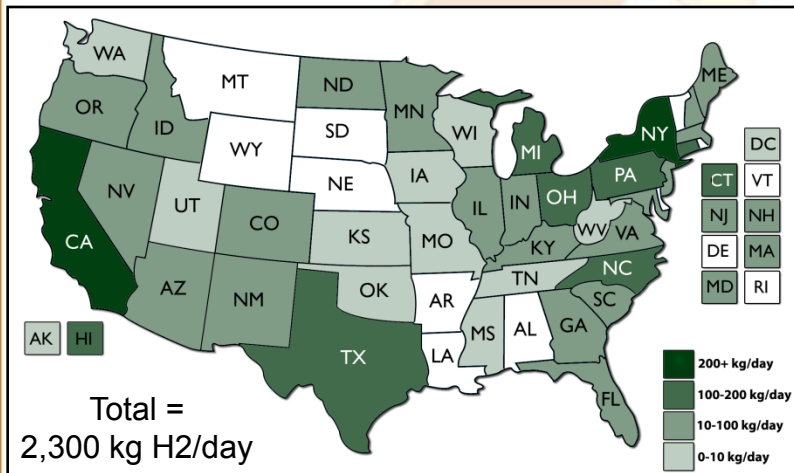 WA
MT
ND
MN
ME
OR
ID
WY
SD
WI
MI
NY
NV
UT
CO
NE
IA
IL
IN
OH
PA
CA
KS
MO
KY
WV
VA
AZ
NM
OK
AR
TN
NC
SC
TX
LA
MS
AL
GA
FL
AK
HI
DC
CT
VT
NJ
NH
DE
MA
MD
RI
200+ kg/day
100-200 kg/day
10-100 kg/day
0-10 kg/day
Total =
2,300 kg H2/day